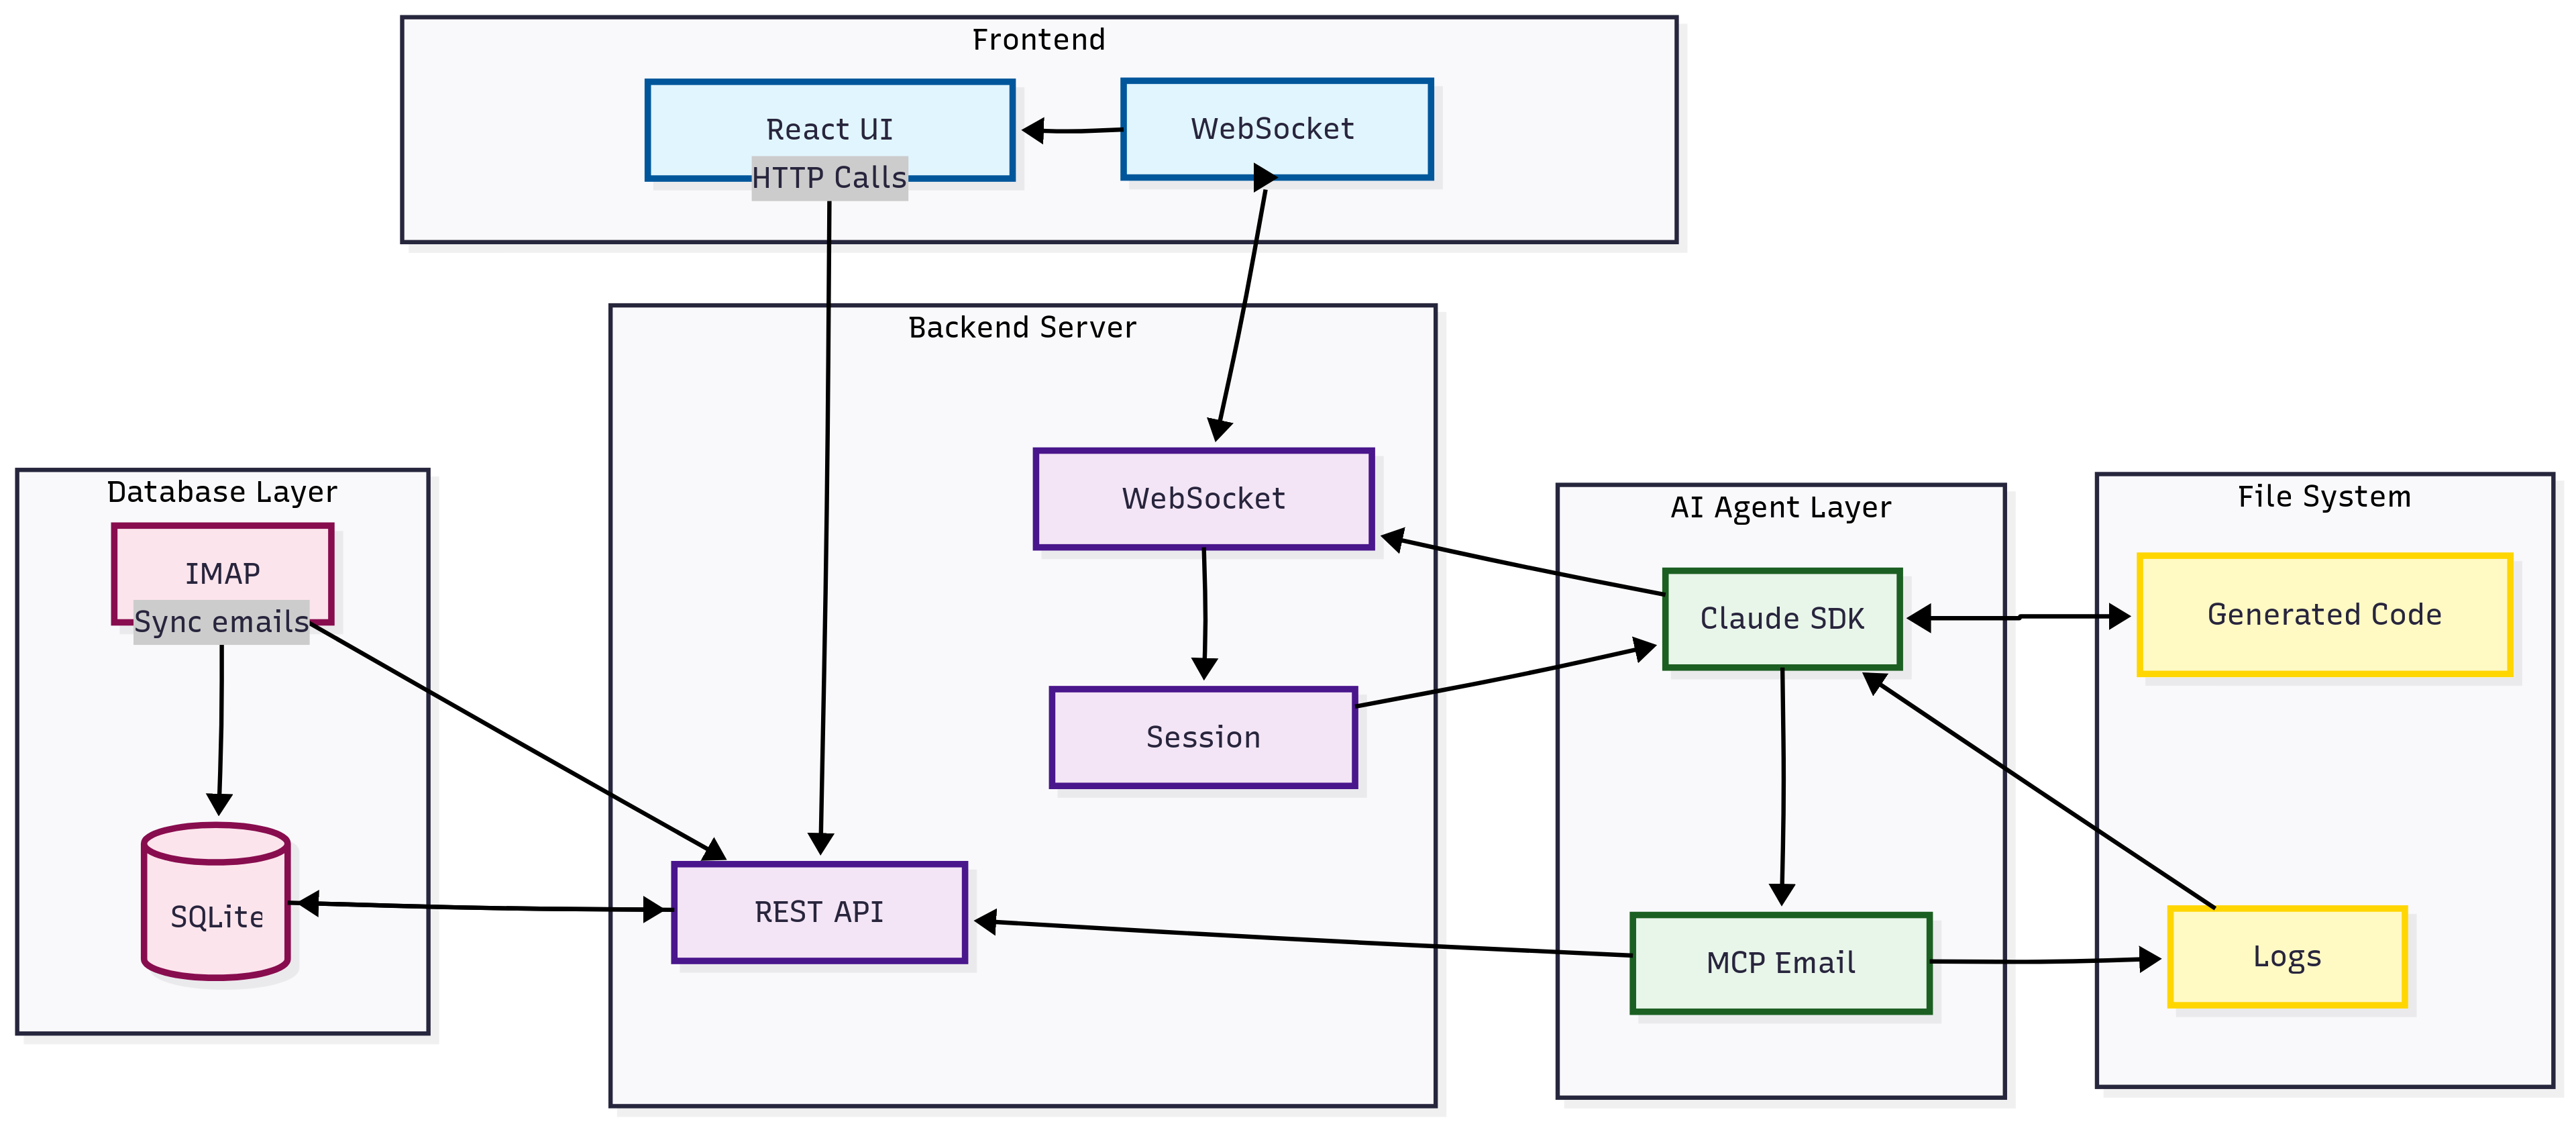 Frontend
React UI
WebSocket
HTTP Calls
Backend Server
WebSocket
Session
REST API
Database Layer
IMAP
Sync emails
SQLite
AI Agent Layer
Claude SDK
MCP Email
File System
Generated Code
Logs